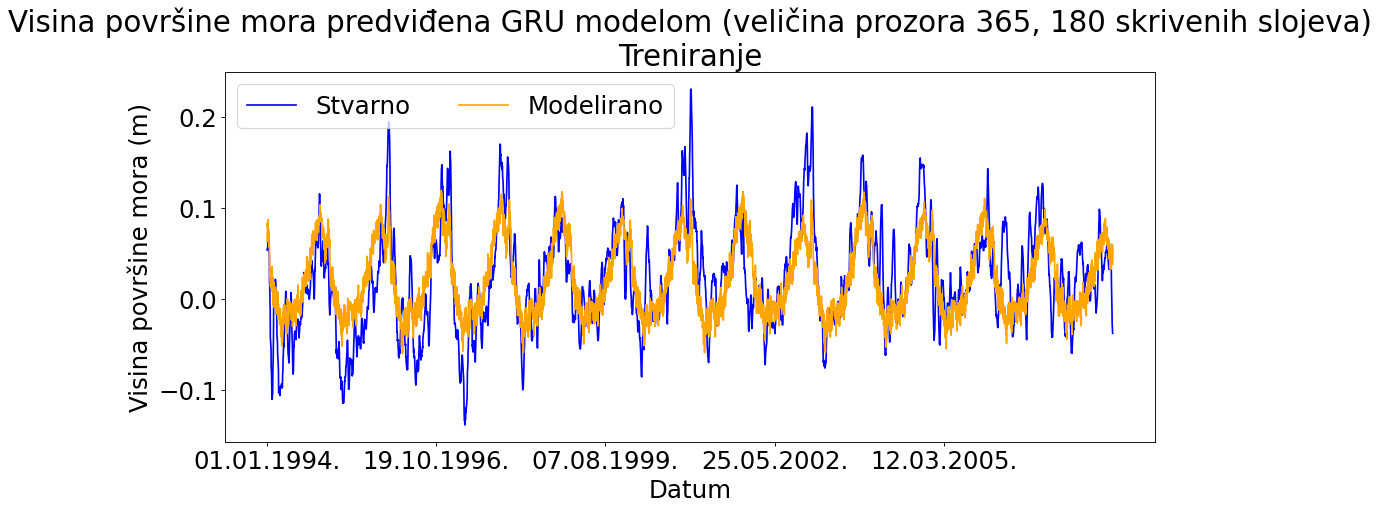 Visina površine mora predviđena GRU modelom (veličina prozora 365, 180 skrivenih slojeva)
Treniranje
Stvarno Modelirano
Visina površine mora (m)
0.2
0.1
0.0
−0.1
01.01.1994. 19.10.1996. 07.08.1999. 25.05.2002. 12.03.2005.
Datum